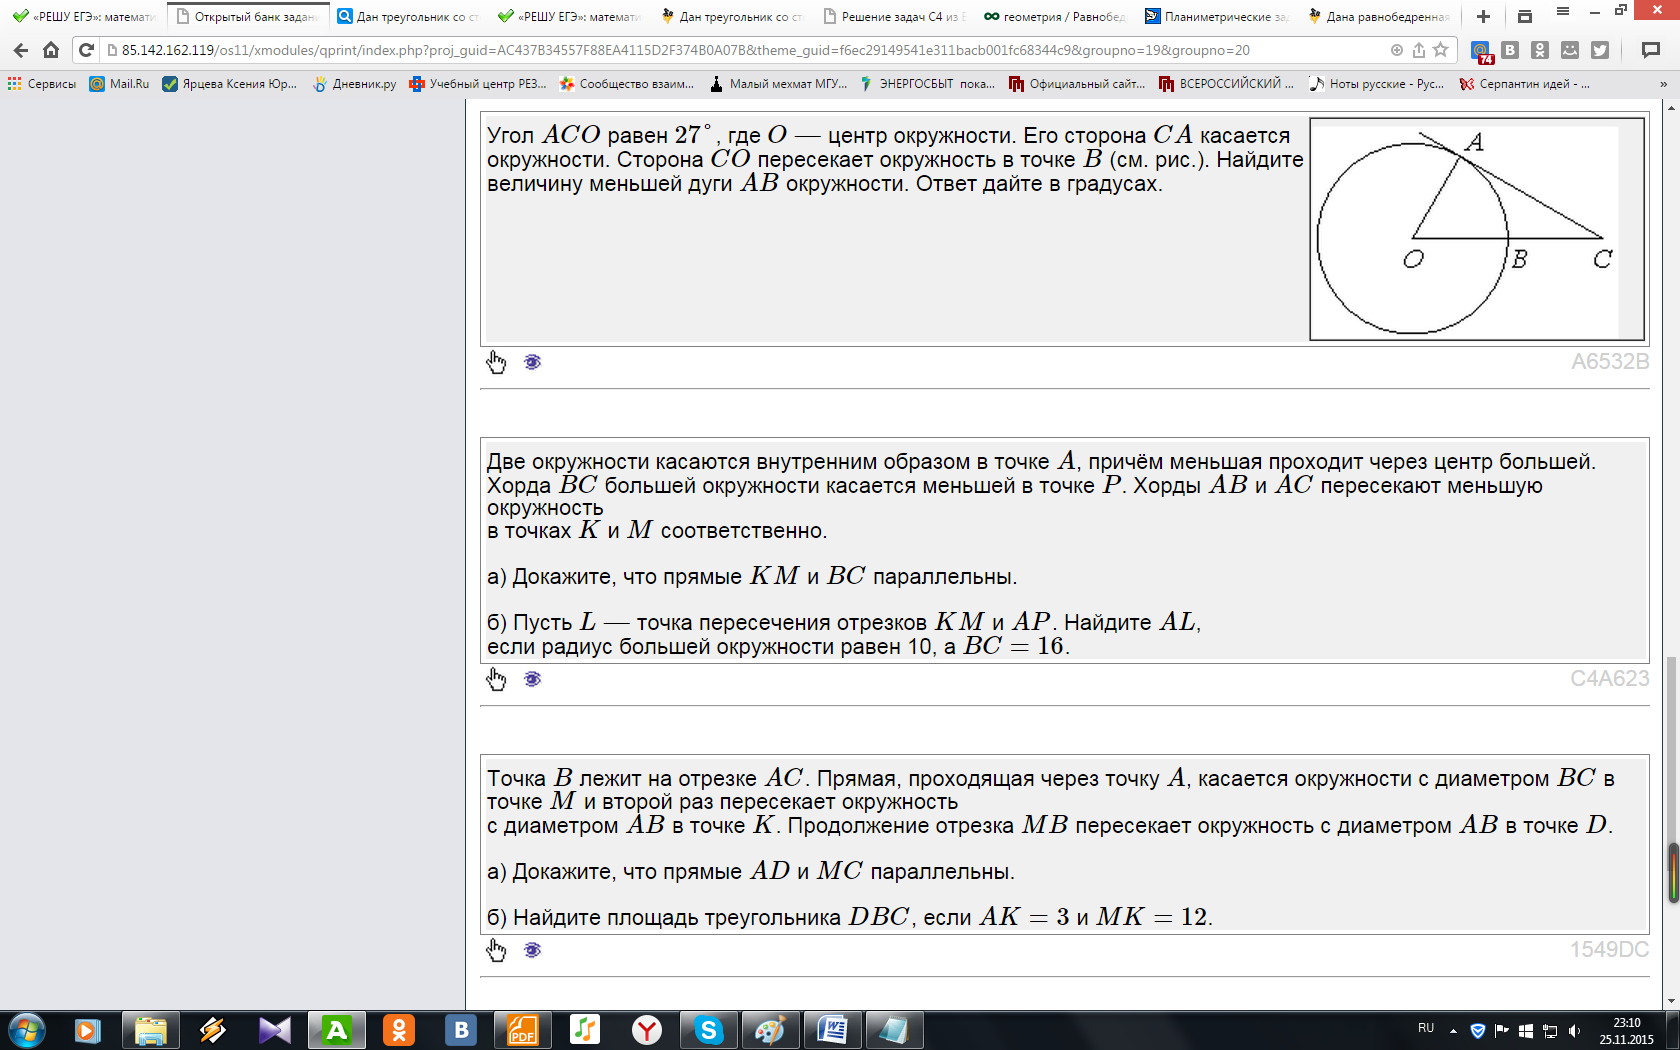 «РЕШУ ЕГЭ»: математи
Открытый банк задани
Дан треугольник со ст
«РЕШУ ЕГЭ»: математи
Дан треугольник со ст
Решение задач С4 из Е
геометрия / Равнобед
Планиметрические зад
Дана равнобедренная
85.142.162.119/os11/xmodules/qprint/index.php?proj_guid=AC437B34557F88EA4115D2F374B0A07B&theme_guid=f6ec29149541e311bacb001fc68344c9&groupno=19&groupno=20
74
Сервисы
Mail.Ru
Ярцева Ксения Юр...
Дневник.ру
Учебный центр РЕЗ...
Сообщество взаим...
Малый мехмат МГУ...
ЭНЕРГОСБЫТ пока...
Официальный сайт...
ВСЕРОССИЙСКИЙ ...
Ноты русские - Рус...
Серпантин идей - ...
»
Угол ACO равен 27°, где O — центр окружности. Его сторона CA касается
окружности. Сторона CO пересекает окружность в точке B (см. рис.). Найдите
величину меньшей дуги AB окружности. Ответ дайте в градусах.
A
O
B
C
A6532B
Две окружности касаются внутренним образом в точке A, причём меньшая проходит через центр большей.
Хорда BC большей окружности касается меньшей в точке P. Хорды AB и AC пересекают меньшую
окружность
в точках K и M соответственно.
а) Докажите, что прямые KM и BC параллельны.
б) Пусть L — точка пересечения отрезков KM и AP. Найдите AL,
если радиус большей окружности равен 10, а BC = 16.
C4A623
Точка B лежит на отрезке AC. Прямая, проходящая через точку A, касается окружности с диаметром BC в
точке M и второй раз пересекает окружность
с диаметром AB в точке K. Продолжение отрезка MB пересекает окружность с диаметром AB в точке D.
а) Докажите, что прямые AD и MC параллельны.
б) Найдите площадь треугольника DBC, если AK = 3 и MK = 12.
1549DC
PDF
RU
23:10
25.11.2015